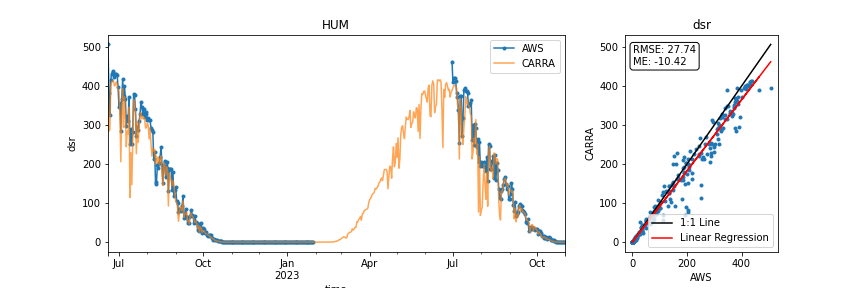 HUM
dsr
500
400
300
200
100
0
dsr
AWS
CARRA
Jul
Oct
Jan
2023
Apr
Jul
Oct
time
dsr
500
400
300
200
100
0
CARRA
RMSE: 27.74
ME: -10.42
1:1 Line
Linear Regression
0
200
400
AWS